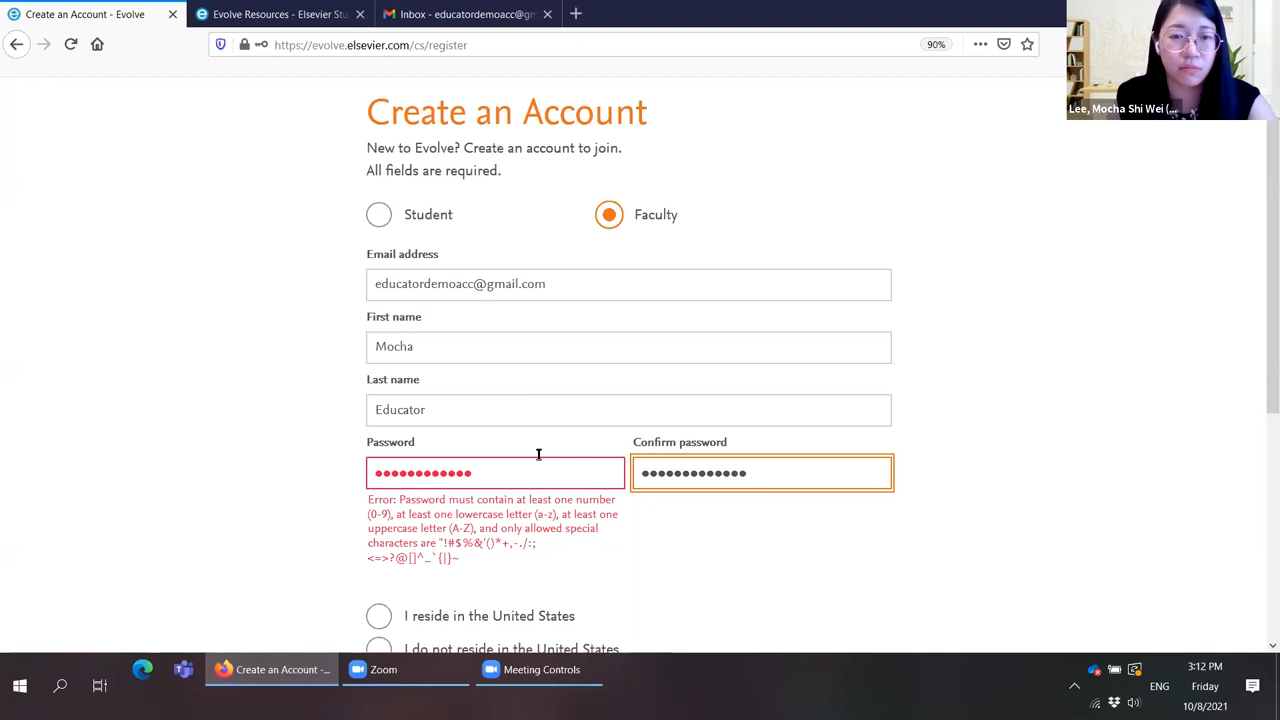 Create an Account - Evolve
Evolve Resources - Elsevier Stu
Inbox - educatordemoacc@gm
https://evolve.elsevier.com/cs/register
90%
Lee, Mocha Shi Wei (...
Create an Account
New to Evolve? Create an account to join.
All fields are required.
Student
Faculty
Email address
educatordemoacc@gmail.com
First name
Mocha
Last name
Educator
Password
Confirm password
Error: Password must contain at least one number
(0-9), at least one lowercase letter (a-z), at least one
uppercase letter (A-Z), and only allowed special
characters are "!#$%&'()*+,-./:;
<=>?@[]^_`{|}~
I reside in the United States
I do not reside in the United States
Create an Account -...
Zoom
Meeting Controls
3:12 PM
ENG
Friday
10/8/2021